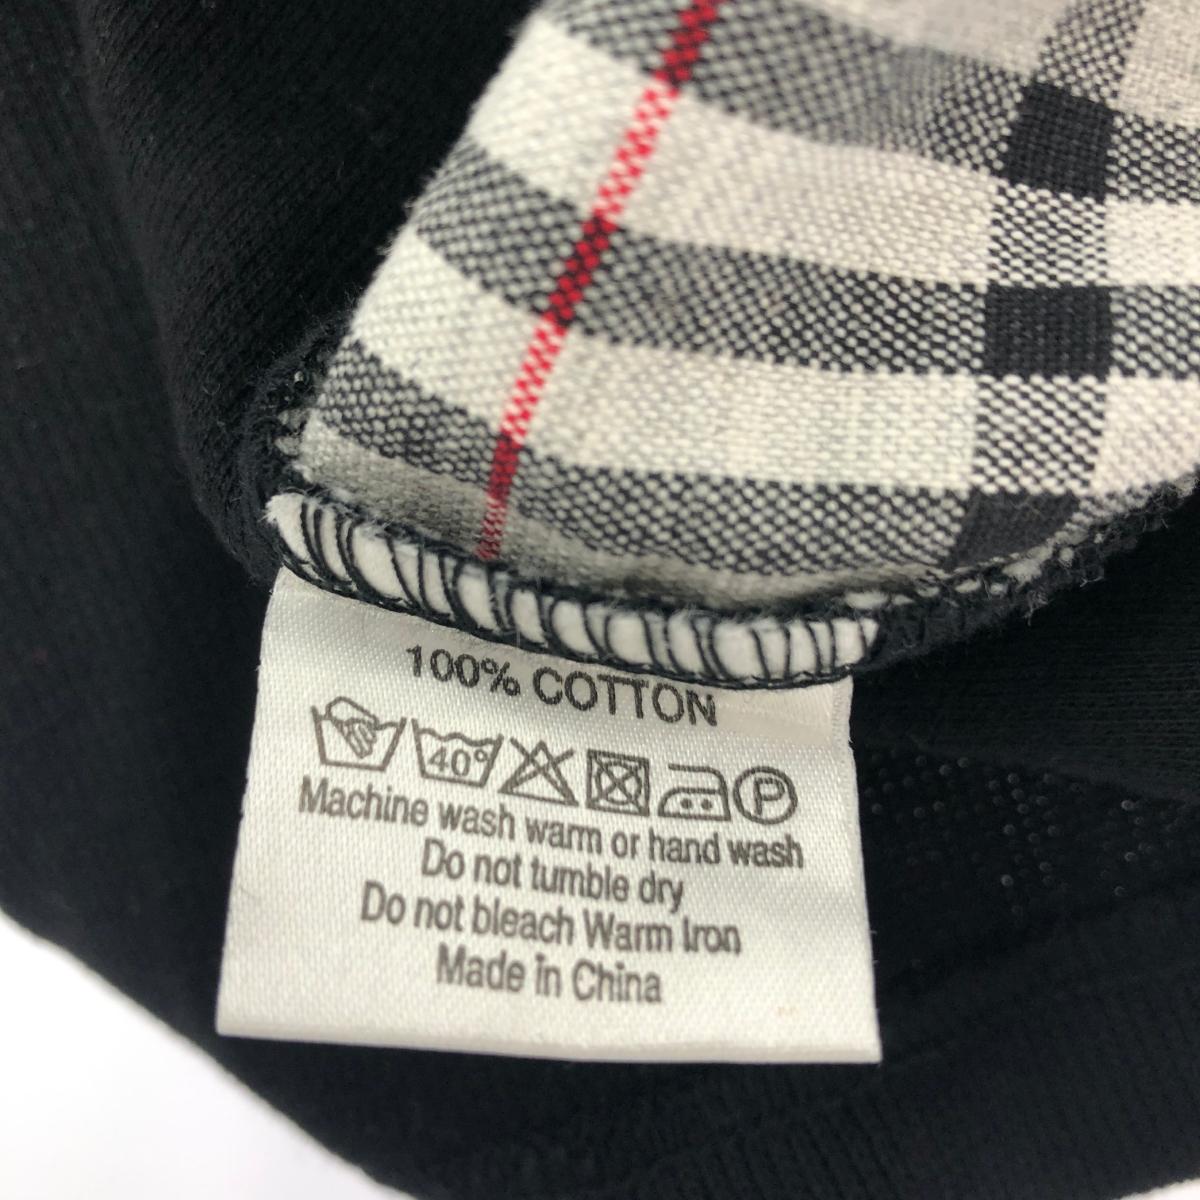 100% COTTON
40° P
Machine wash warm or hand wash
Do not tumble dry
Do not bleach Warm Iron
Made in China